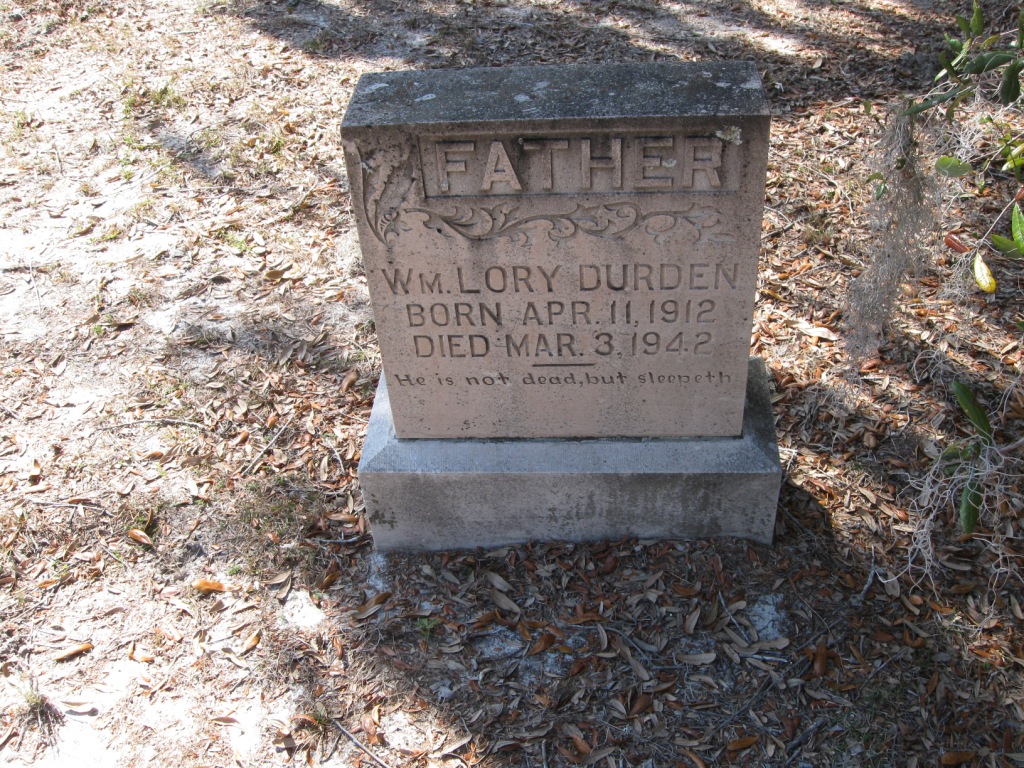 FATHER
WM. LORY DURDEN
BORN APR. 11, 1912
DIED MAR. 3, 1942
He is not dead, but sleepeth